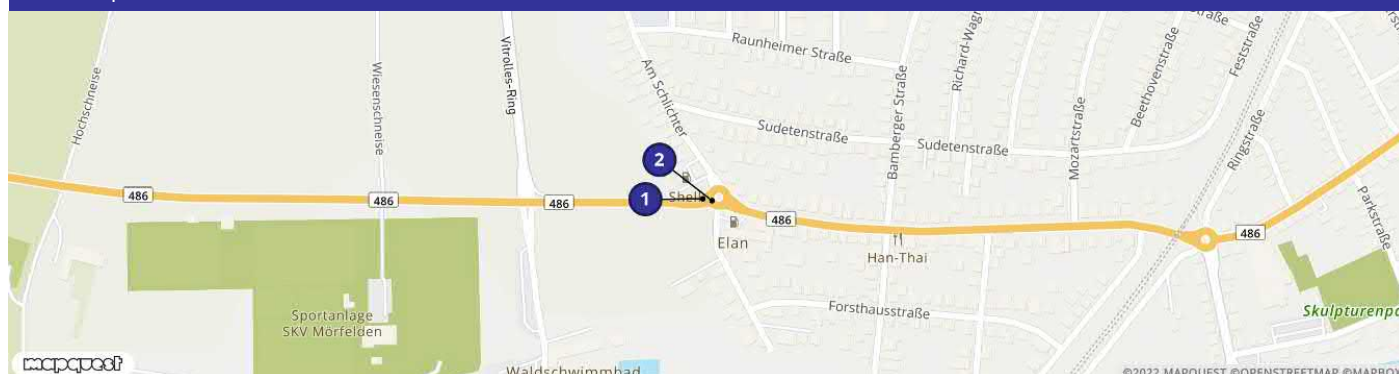 Raunheimer Straße
Richard-Wagn
Feststraße
Beethovenstraße
Hochschneise
Wiesenschneise
Vitrolles-Ring
Am Schlichter
Sudetenstraße
Sudetenstraße
Bamberger Straße
Mozartstraße
Ringstraße
Parkstraße
2
1
Shell
486
486
486
486
486
Elan
Han-Thai
Forsthausstraße
Sportanlage
SKV Mörfelden
Skulpturenpa
Waldschwimmbad
mapquest
©2022 MAPQUEST ©OPENSTREETMAP ©MAPBOX